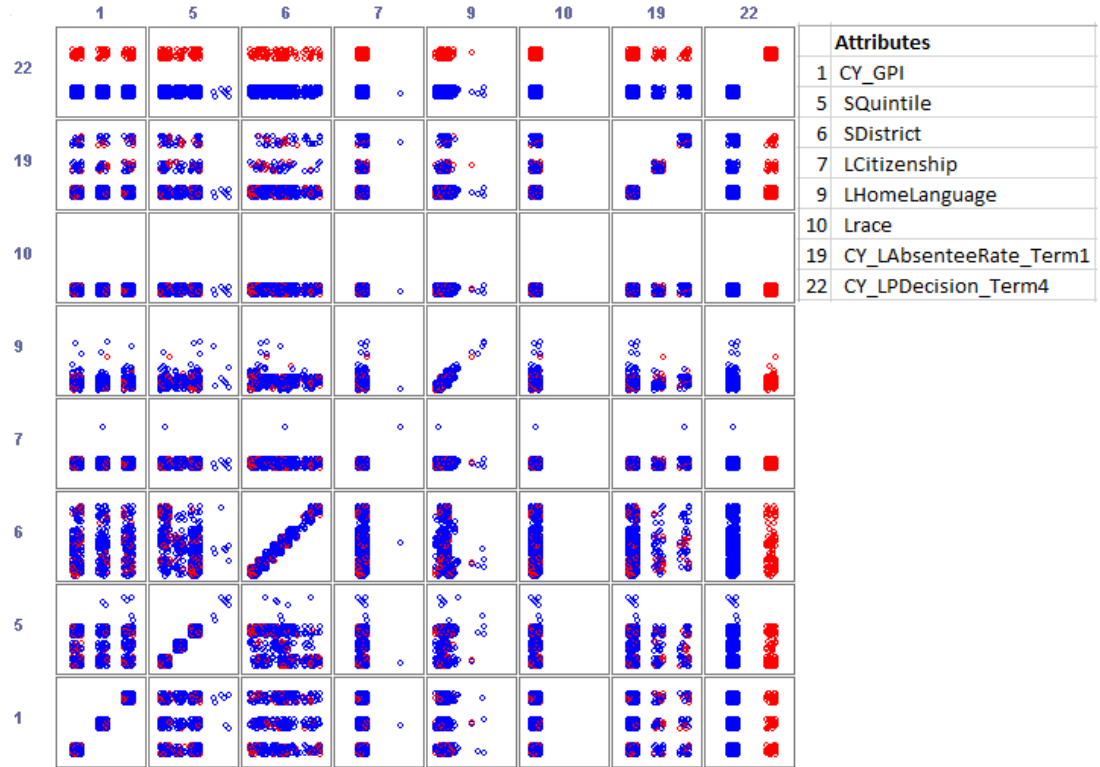 1 5 6 7 9 10 19 22
Attributes
22
1 CY_GPI
5 SQuintile
6 SDistrict
19
7 LCitizenship
9 LHomeLanguage
10 Lrace
10
19 CY_LAbsenteeRate_Term1
22 CY_LPDecision_Term4
9
7
6
5
1